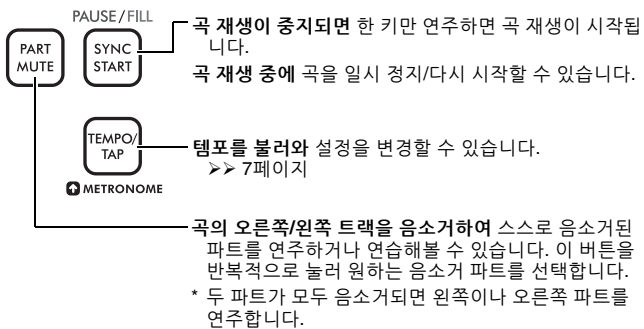 PAUSE/FILL
PART
MUTE
SYNC
START
곡 재생이 중지되면 한 키만 연주하면 곡 재생이 시작됩
니다.
곡 재생 중에 곡을 일시 정지/다시 시작할 수 있습니다.
TEMPO/
TAP
METRONOME
템포를 불러와 설정을 변경할 수 있습니다.
➢➢ 7페이지
곡의 오른쪽/왼쪽 트랙을 음소거하여 스스로 음소거된
파트를 연주하거나 연습해볼 수 있습니다. 이 버튼을
반복적으로 눌러 원하는 음소거 파트를 선택합니다.
* 두 파트가 모두 음소거되면 왼쪽이나 오른쪽 파트를
연주합니다.